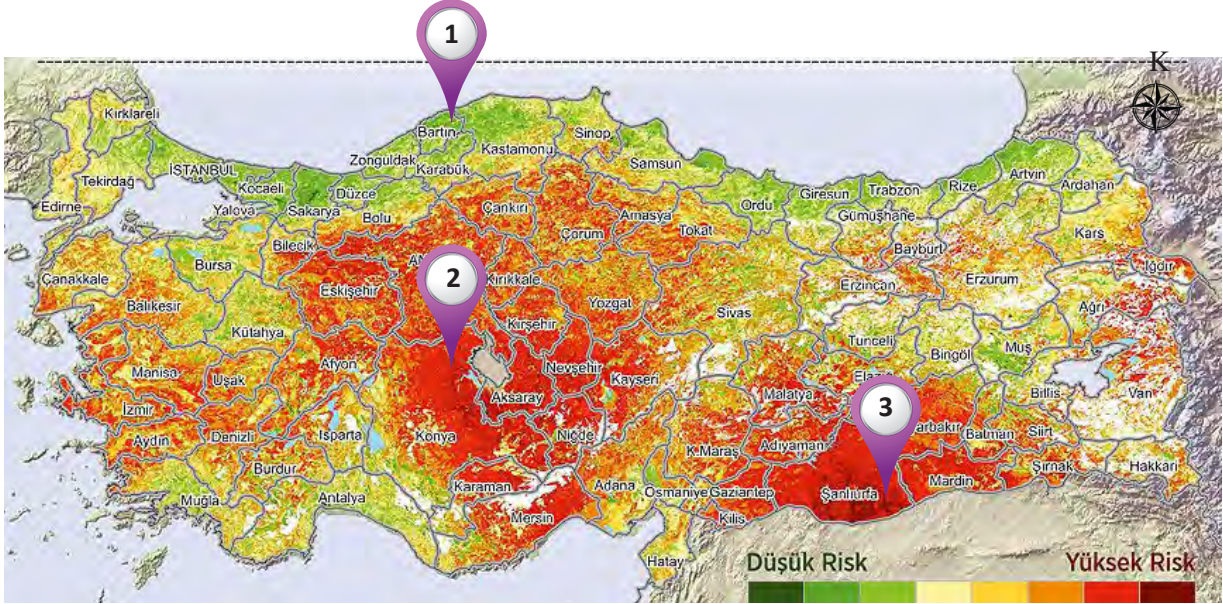 1
K
Kırklareli
Bartın
Sinop
Kastamonu
Zonguldak
Karabük
Samsun
İSTANBUL
Tekirdağ
Kocaeli
Düzce
Artvin
Rize
Ardahan
Edirne
Yalova
Sakarya
Bolu
Çankırı
Amasya
Ordu
Giresun
Trabzon
Gümüşhane
Çorum
Tokat
Kars
Bilecik
Bayburt
Bursa
Çanakkale
2
Kırıkkale
Iğdır
Eskişehir
Erzincan
Erzurum
Balıkesir
Yozgat
Sivas
Ağrı
Kütahya
Kırşehir
Tunceli
Bingöl
Muş
Afyon
Nevşehir
Manisa
Uşak
Kayseri
Elazığ
Aksaray
Malatya
Bitlis
Van
İzmir
3
Aydın
Denizli
Isparta
Konya
Niğde
Adıyaman
Batman
Siirt
K.Maraş
Burdur
Şırnak
Hakkari
Muğla
Antalya
Karaman
Adana
Osmaniye
Gaziantep
Şanlıurfa
Mardin
Mersin
Kilis
Hatay
Düşük Risk
Yüksek Risk